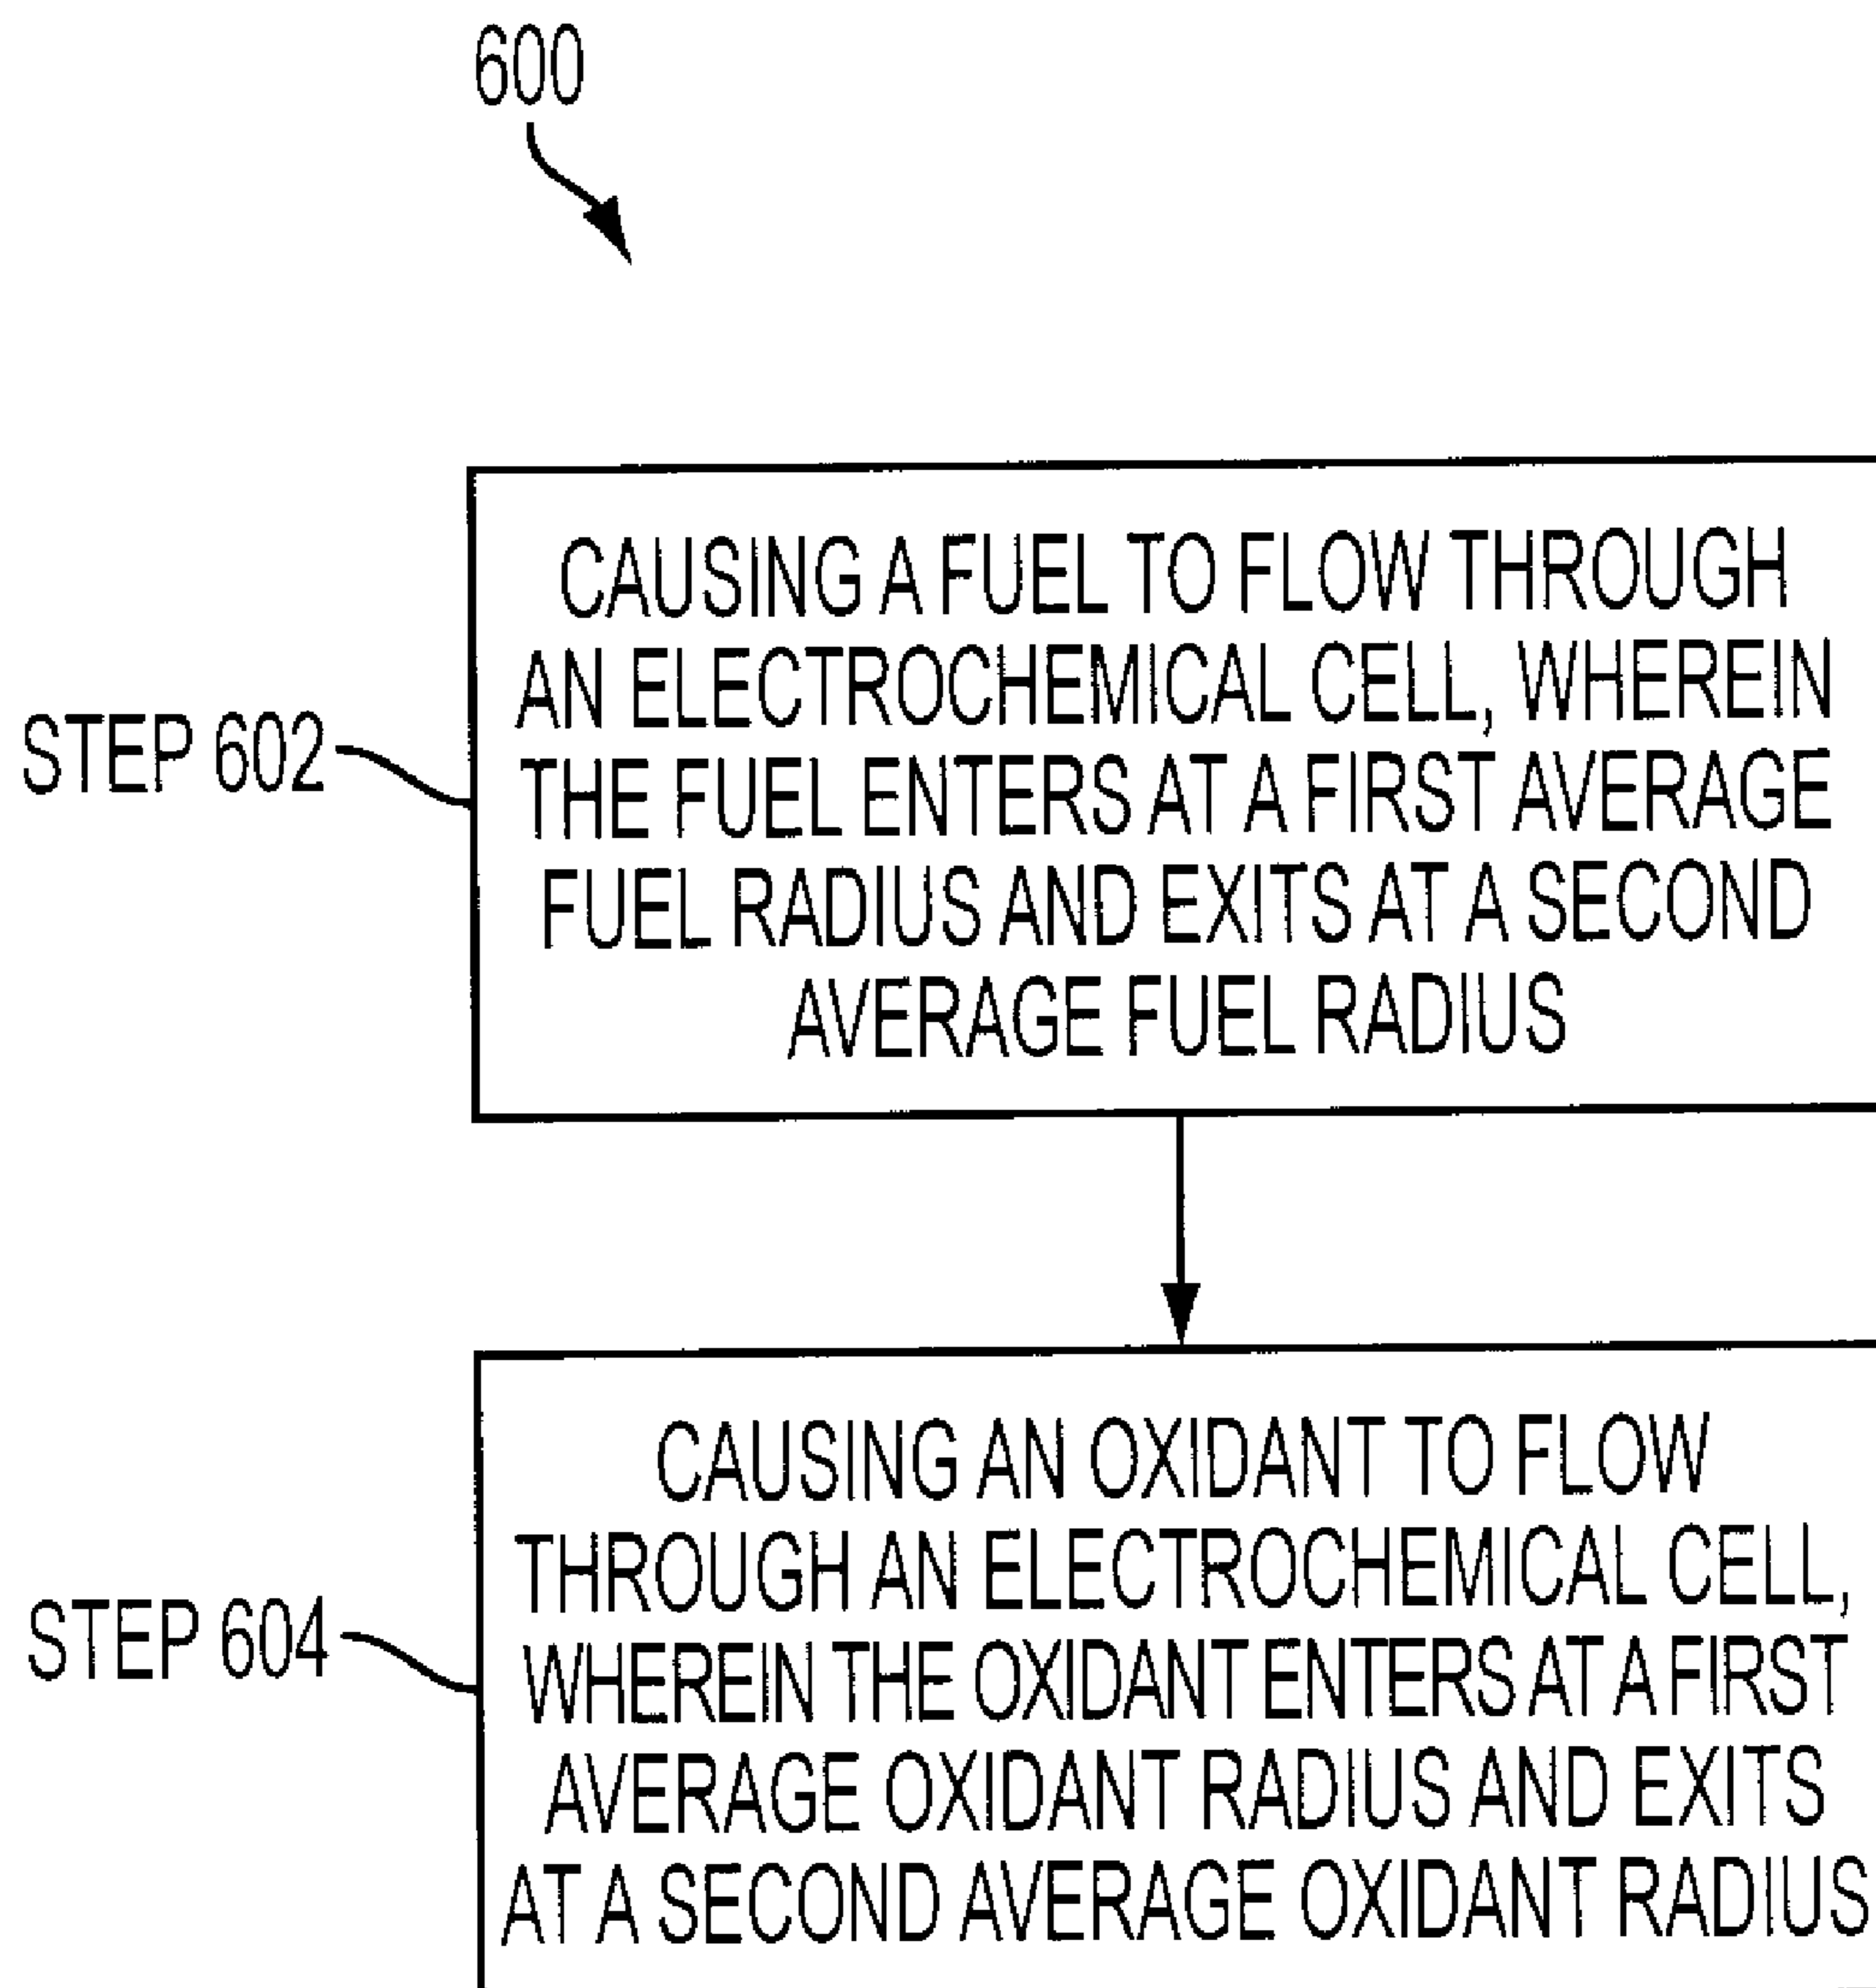 600
STEP 602
CAUSING A FUEL TO FLOW THROUGH
AN ELECTROCHEMICAL CELL, WHEREIN
THE FUEL ENTERS AT A FIRST AVERAGE
FUEL RADIUS AND EXITS AT A SECOND
AVERAGE FUEL RADIUS
STEP 604
CAUSING AN OXIDANT TO FLOW
THROUGH AN ELECTROCHEMICAL CELL,
WHEREIN THE OXIDANT ENTERS AT A FIRST
AVERAGE OXIDANT RADIUS AND EXITS
AT A SECOND AVERAGE OXIDANT RADIUS